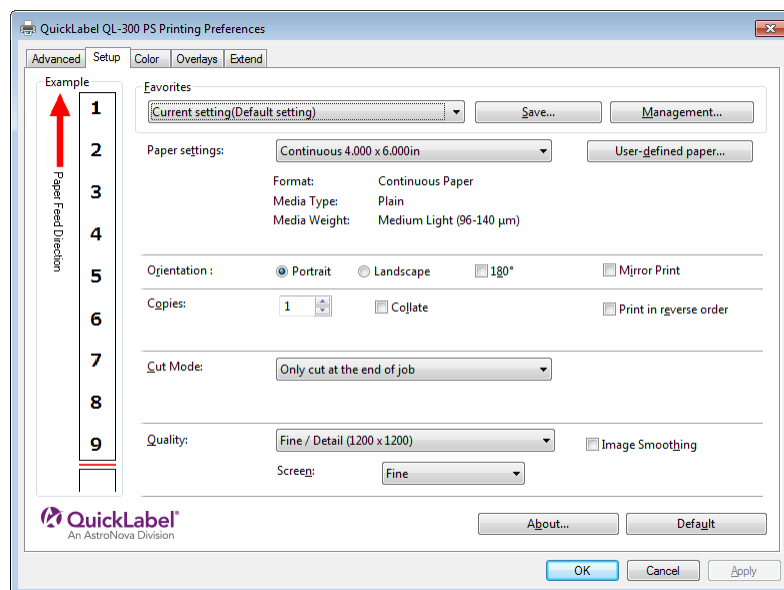 QuickLabel QL-300 PS Printing Preferences
Advanced Setup Color Overlays Extend
Example
Paper Feed Direction
1
2
3
4
5
6
7
8
9
Favorites
Current setting(Default setting) Save... Management...
Paper settings: Continuous 4.000 x 6.000in User-defined paper...
Format: Continuous Paper
Media Type: Plain
Media Weight: Medium Light (96-140 μm)
Orientation : Portrait Landscape 180° Mirror Print
Copies: 1 Collate Print in reverse order
Cut Mode: Only cut at the end of job
Quality: Fine / Detail (1200 x 1200) Image Smoothing
Screen: Fine
QuickLabel®
An AstroNova Division
About... Default
OK Cancel Apply